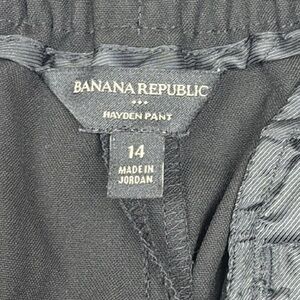 BANANA REPUBLIC
HAYDEN PANT
14
MADE IN
JORDAN